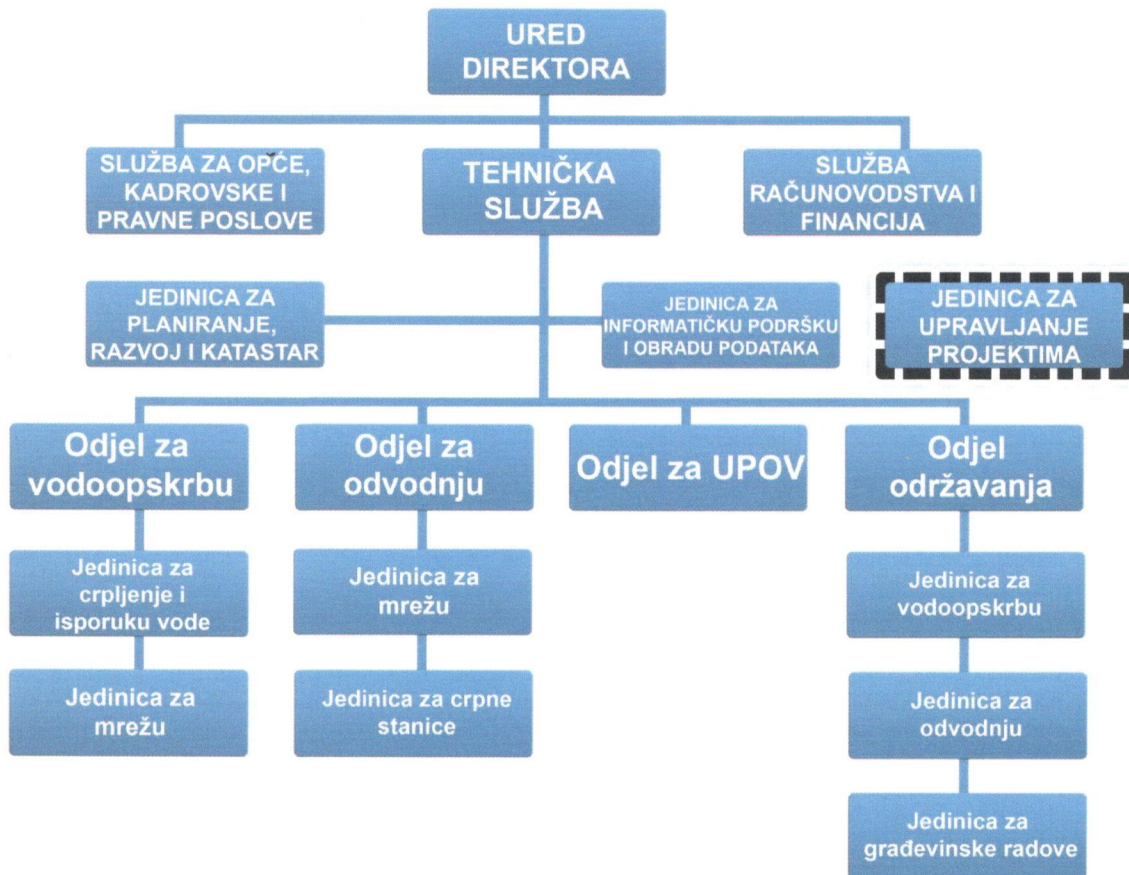 URED
DIREKTORA
SLUŽBA ZA OPĆE,
KADROVSKE I
PRAVNE POSLOVE
TEHNIČKA
SLUŽBA
SLUŽBA
RAČUNOVODSTVA I
FINANCIJA
JEDINICA ZA
PLANIRANJE,
RAZVOJ I KATASTAR
JEDINICA ZA
INFORMATIČKU PODRŠKU
I OBRADU PODATAKA
JEDINICA ZA
UPRAVLJANJE
PROJEKTIMA
Odjel za
vodoopskrbu
Odjel za
odvodnju
Odjel za UPOV
Odjel
održavanja
Jedinica za
crpljenje i
isporuku vode
Jedinica za
mrežu
Jedinica za
vodoopskrbu
Jedinica za
mrežu
Jedinica za crpne
stanice
Jedinica za
odvodnju
Jedinica za
građevinske radove